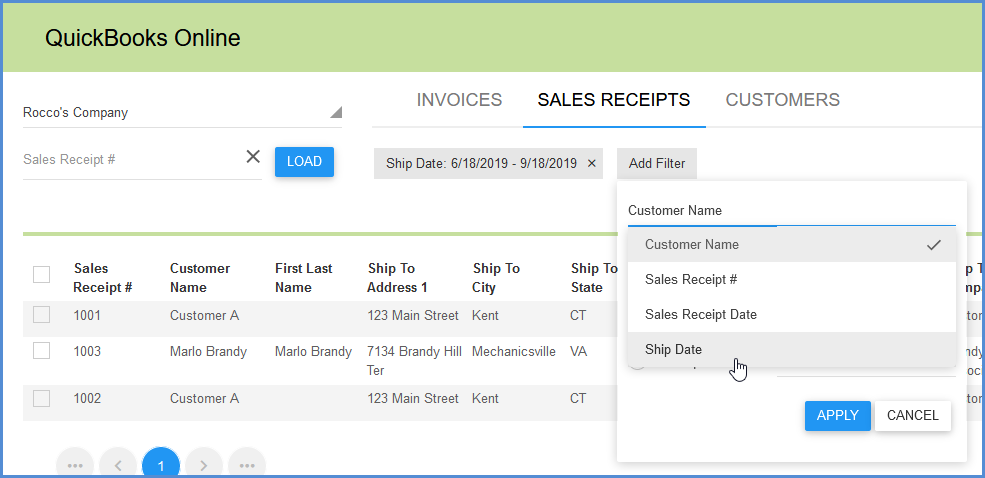 QuickBooks Online
Rocco's Company
INVOICES SALES RECEIPTS CUSTOMERS
Sales Receipt # LOAD
Ship Date: 6/18/2019 - 9/18/2019 × Add Filter
Customer Name
Customer Name
Sales Receipt #
Sales Receipt Date
Ship Date
APPLY CANCEL
Sales Receipt # Customer Name First Last Name Ship To Address 1 Ship To City Ship To State
1001 Customer A 123 Main Street Kent CT
1003 Marlo Brandy Marlo Brandy 7134 Brandy Hill Ter Mechanicsville VA
1002 Customer A 123 Main Street Kent CT
1